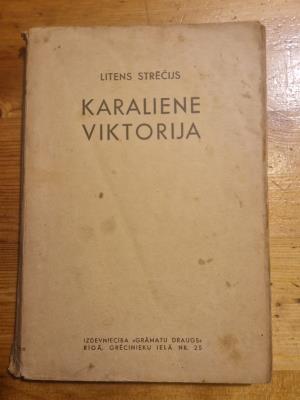 LITENS STRĒČIJS
KARALIENE
VIKTORIJA
IZDEVNIECĪBA «GRĀMATU DRAUGS»
RĪGĀ, GRĒCINIEKU IELĀ NR. 25